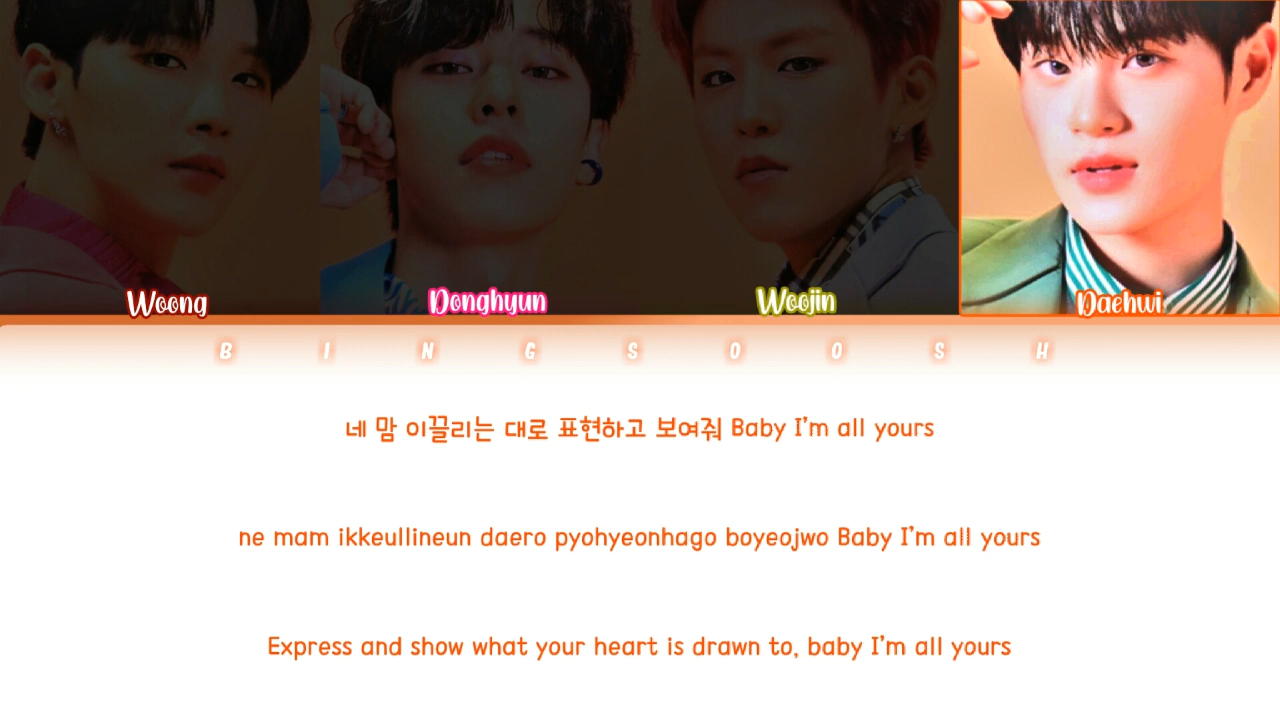 Woong
Donghyun
Woojin
Daehwi
BINGSOOSH
네 맘 이끌리는 대로 표현하고 보여줘 Baby I'm all yours
ne mam ikkeullineun daero pyohyeonhago boyeojwo Baby I'm all yours
Express and show what your heart is drawn to, baby I'm all yours